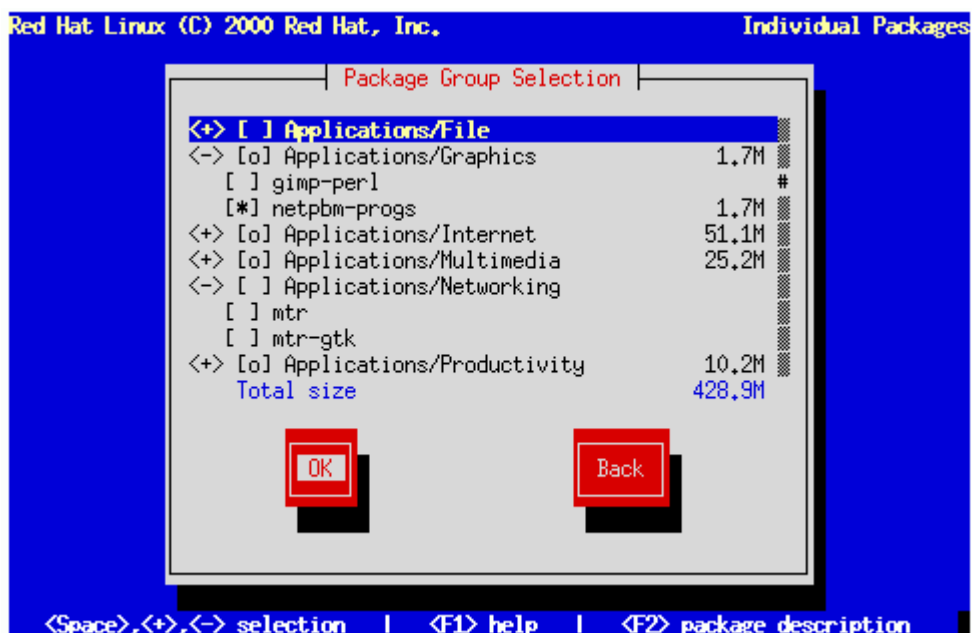 Red Hat Linux (C) 2000 Red Hat, Inc. Individual Packages
Package Group Selection
<+> [ ] Applications/File
<-> [o] Applications/Graphics 1.7M
[ ] gimp-perl #
[*] netpbm-progs 1.7M
<+> [o] Applications/Internet 51.1M
<+> [o] Applications/Multimedia 25.2M
<-> [ ] Applications/Networking
[ ] mtr
[ ] mtr-gtk
<+> [o] Applications/Productivity 10.2M
Total size 428.9M
OK Back
<Space>,<+>,<-> selection | <F1> help | <F2> package description